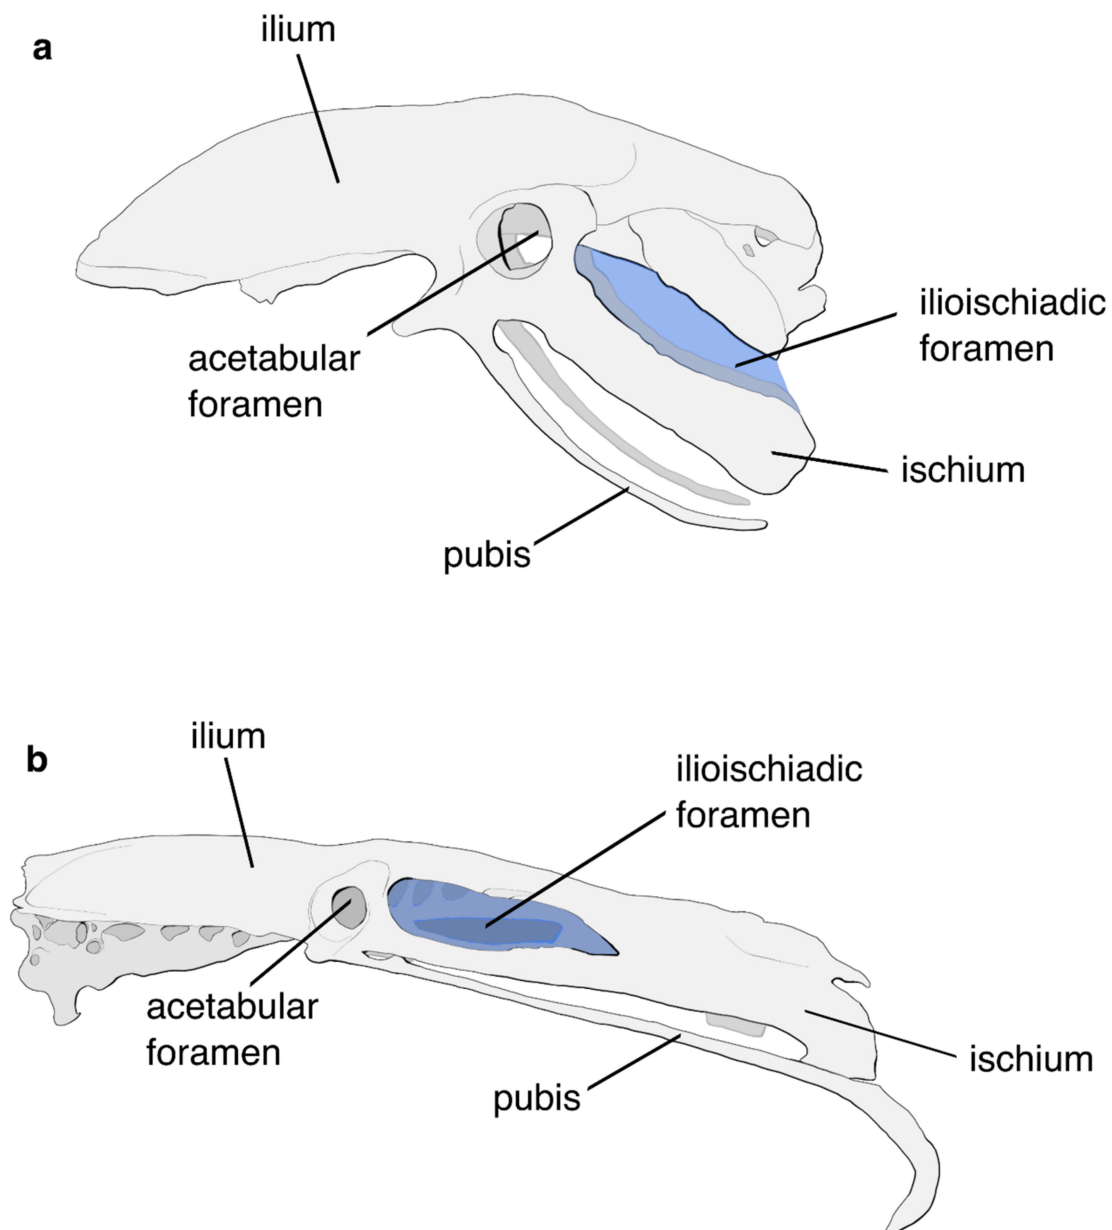 a
ilium
acetabular
foramen
ilioischiadic
foramen
ischium
pubis
b
ilium
ilioischiadic
foramen
acetabular
foramen
ischium
pubis